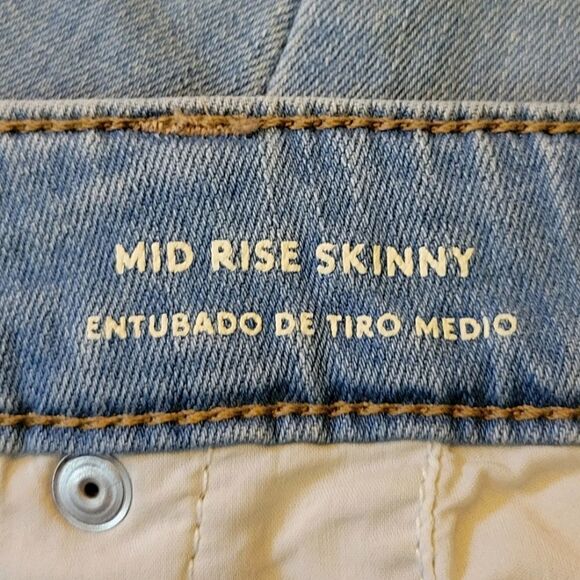 MID RISE SKINNY
ENTUBADO DE TIRO MEDIO